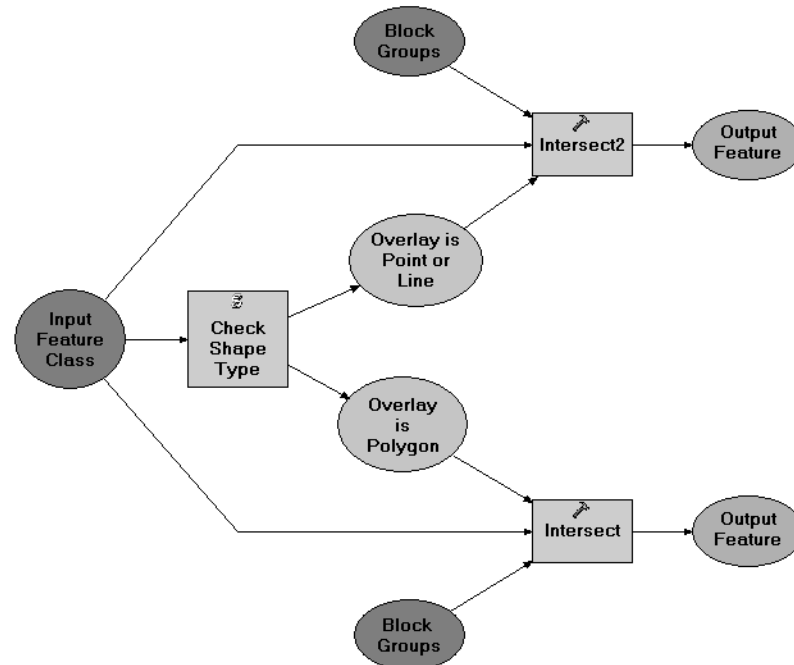 Block
Groups
Intersect2
Output
Feature
Overlay is
Point or
Line
Input
Feature
Class
Check
Shape
Type
Overlay
is
Polygon
Intersect
Output
Feature
Block
Groups